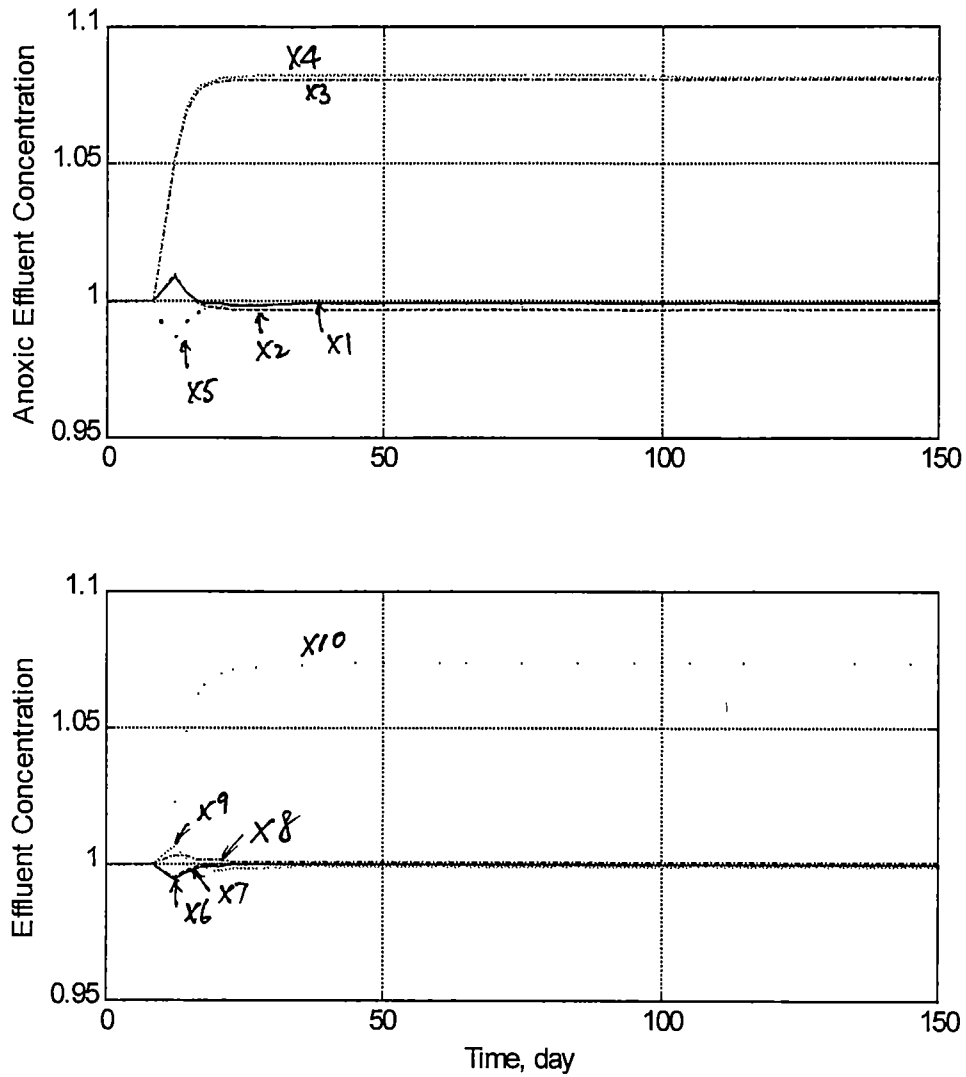 Anoxic Effluent Concentration
1.1
1.05
1
0.95
X4
X3
X5
X2
X1
0
50
100
150
Effluent Concentration
1.1
1.05
1
0.95
X10
X9
X8
X7
X6
0
50
100
150
Time, day